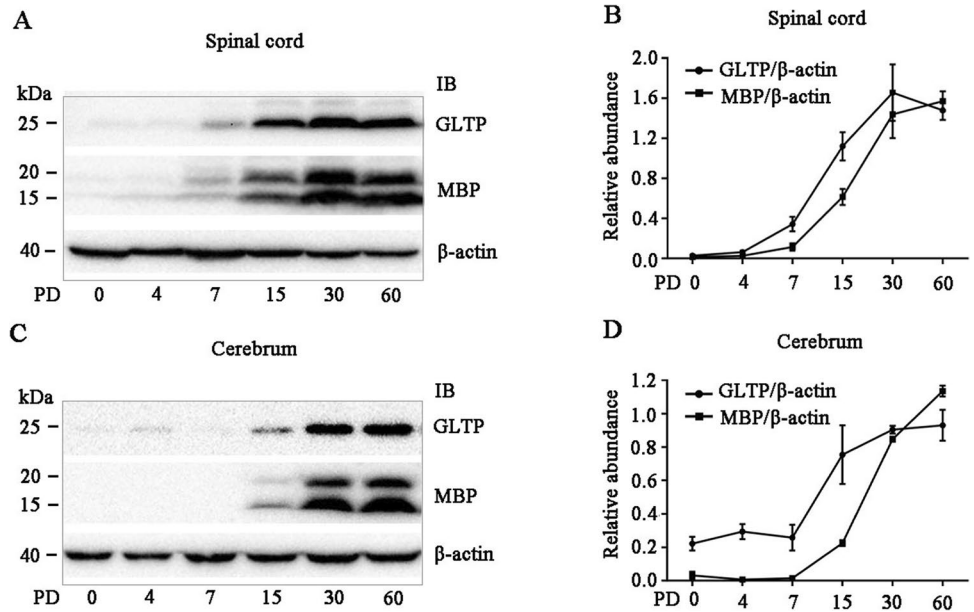 A
Spinal cord
kDa
IB
25
GLTP
20
15
MBP
40
β-actin
PD 0 4 7 15 30 60
B
Spinal cord
GLTP/β-actin
MBP/β-actin
Relative abundance
2.0
1.6
1.2
0.8
0.4
0.0
PD 0 4 7 15 30 60
C
Cerebrum
kDa
IB
25
GLTP
20
15
MBP
40
β-actin
PD 0 4 7 15 30 60
D
Cerebrum
GLTP/β-actin
MBP/β-actin
Relative abundance
1.2
1.0
0.8
0.6
0.4
0.2
0.0
PD 0 4 7 15 30 60